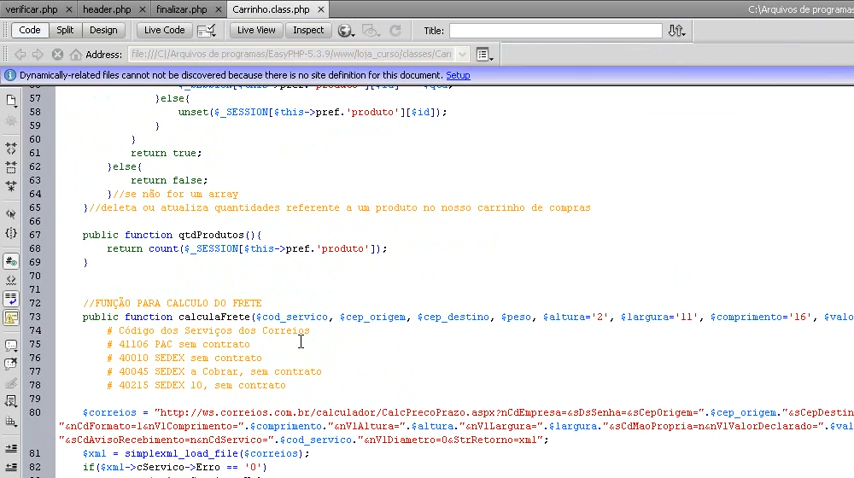 verificar.php × header.php × finalizar.php × Carrinho.class.php × C:\Arquivos de programas
Code Split Design Live Code Live View Inspect Title:
Address: file:///C|/Arquivos de programas/EasyPHP-5.3.9/www/loja_curso/classes/Carrinho
Dynamically-related files cannot not be discovered because there is no site definition for this document. Setup
57 }else{
58 unset($_SESSION[$this->pref.'produto'][$id]);
59 }
60 }
61 return true;
62 }else{
63 return false;
64 }//se não for um array
65 }//deleta ou atualiza quantidades referente a um produto no nosso carrinho de compras
66
67 public function qtdProdutos(){
68 return count($_SESSION[$this->pref.'produto']);
69 }
70
71
72 //FUNÇÃO PARA CALCULO DO FRETE
73 public function calculaFrete($cod_servico, $cep_origem, $cep_destino, $peso, $altura='2', $largura='11', $comprimento='16', $valo
74 # Código dos Serviços dos Correios
75 # 41106 PAC sem contrato
76 # 40010 SEDEX sem contrato
77 # 40045 SEDEX a Cobrar, sem contrato
78 # 40215 SEDEX 10, sem contrato
79
80 $correios = "http://ws.correios.com.br/calculador/CalcPrecoPrazo.aspx?nCdEmpresa=&sDsSenha=&sCepOrigem=".$cep_origem."&sCepDestin
"&nCdFormato=1&nVlComprimento=".$comprimento."&nVlAltura=".$altura."&nVlLargura=".$largura."&sCdMaoPropria=n&nVlValorDeclarado=".$val
"&sCdAvisoRecebimento=n&nCdServico=".$cod_servico."&nVlDiametro=0&StrRetorno=xml";
81 $xml = simplexml_load_file($correios);
82 if($xml->cServico->Erro == '0')